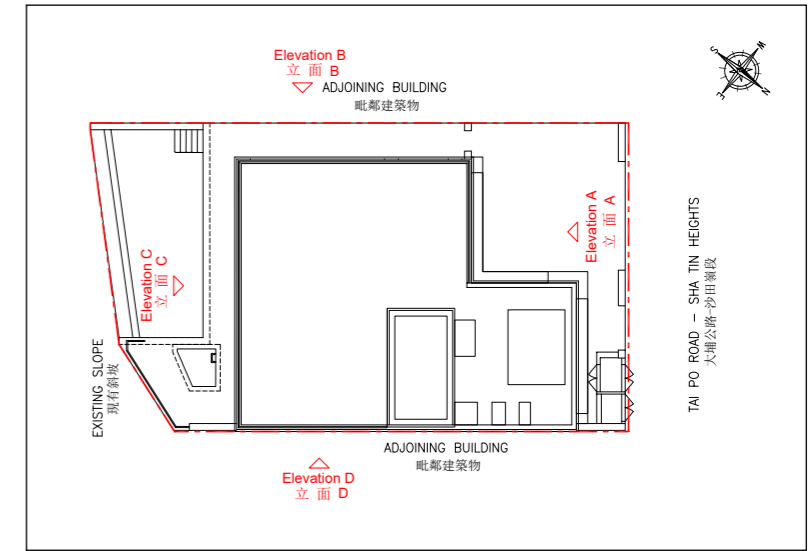 Elevation B
立 面 B
ADJOINING BUILDING
毗鄰建築物
S
W
E
N
Elevation A
立 面 A
TAI PO ROAD – SHA TIN HEIGHTS
大埔公路-沙田嶺段
Elevation C
立 面 C
EXISTING SLOPE
現有斜坡
ADJOINING BUILDING
毗鄰建築物
Elevation D
立 面 D